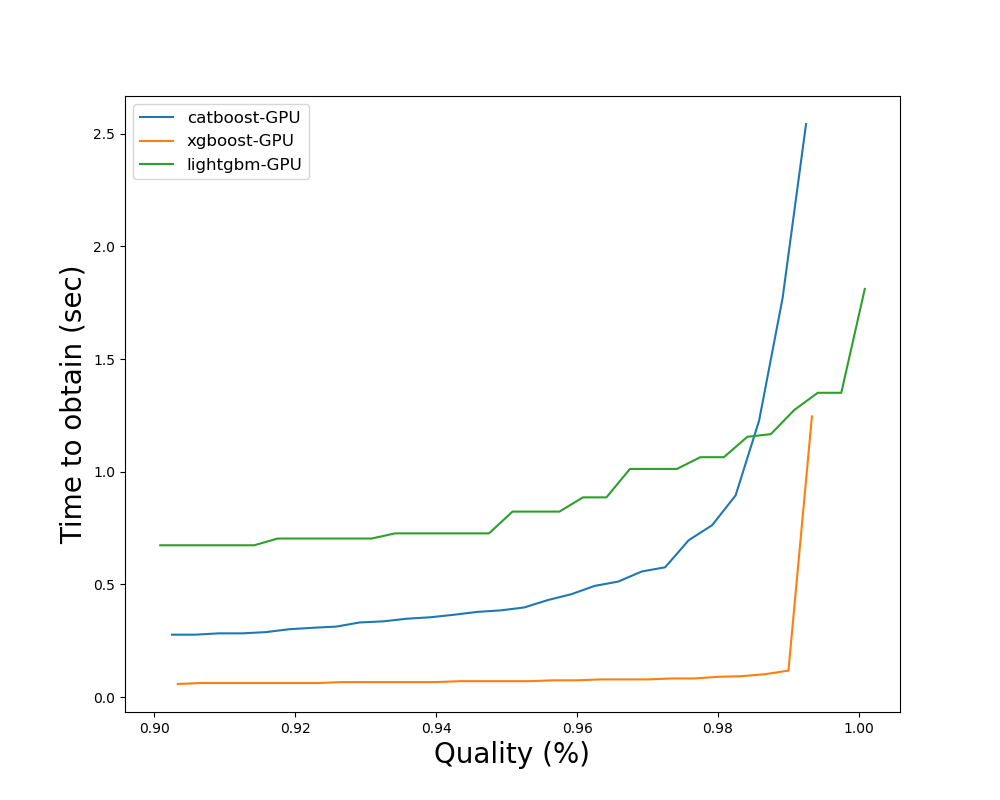 catboost-GPU
xgboost-GPU
lightgbm-GPU
Time to obtain (sec)
2.5
2.0
1.5
1.0
0.5
0.0
0.90 0.92 0.94 0.96 0.98 1.00
Quality (%)